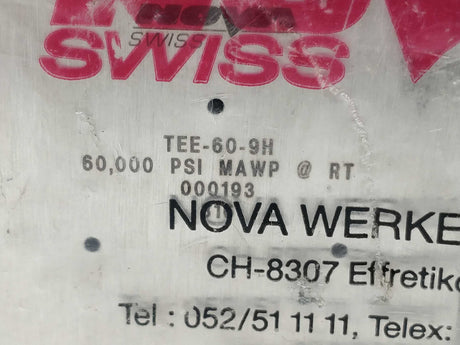 NOVA
SWISS
SWISS
TEE-60-9H
60,000 PSI MAWP @ RT
000193
NOVA WERKE
CH-8307 Effretiko
Tel : 052/51 11 11, Telex: